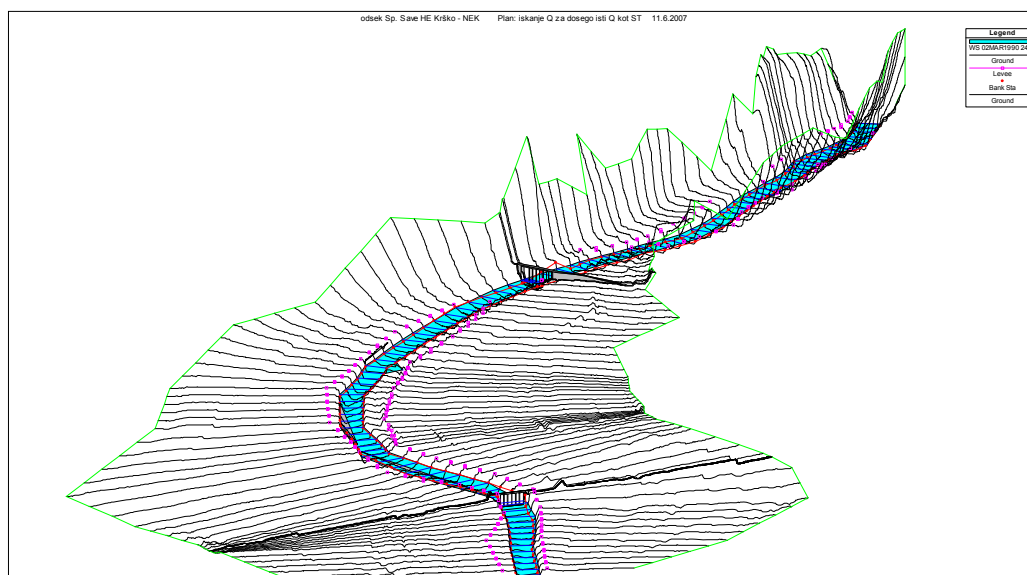 odsek Sp. Save HE Krško - NEK Plan: iskanje Q za dosego isti Q kot ST 11.6.2007
Legend
WS 02MAR1990 24
Ground
Levee
Bank Sta
Ground